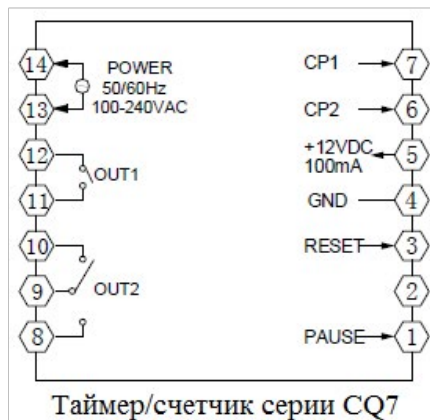 14
POWER
50/60Hz
13
100-240VAC
12
OUT1
11
10
9
OUT2
8
CP1
7
CP2
6
+12VDC
100mA
5
GND
4
RESET
3
2
PAUSE
1
Таймер/счетчик серии CQ7